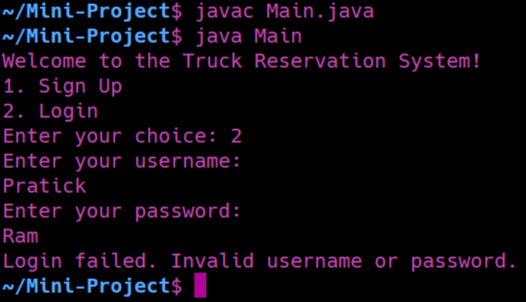 ~/Mini-Project$ javac Main.java
~/Mini-Project$ java Main
Welcome to the Truck Reservation System!
1. Sign Up
2. Login
Enter your choice: 2
Enter your username:
Pratick
Enter your password:
Ram
Login failed. Invalid username or password.
~/Mini-Project$